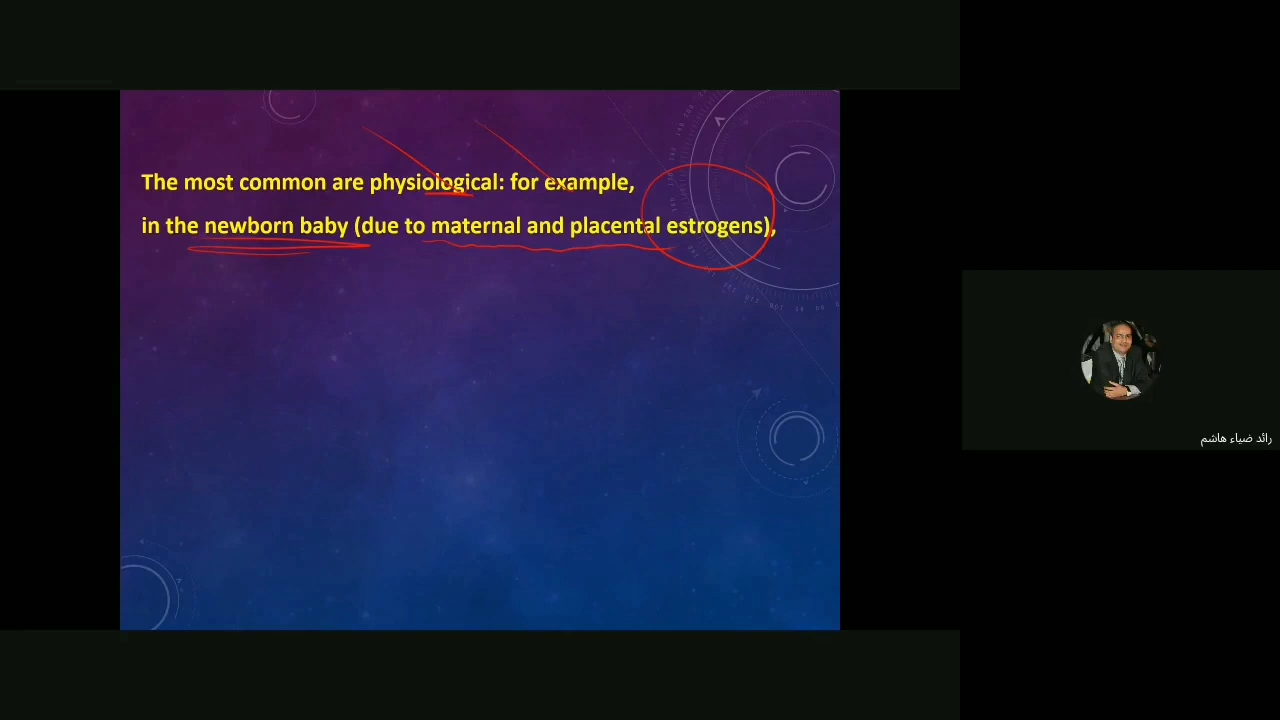 The most common are physiological: for example,
in the newborn baby (due to maternal and placental estrogens),
رائد ضياء هاشم